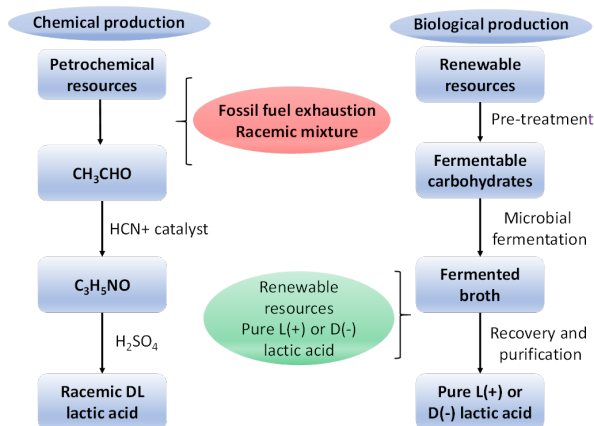 Chemical production
Petrochemical
resources
Fossil fuel exhaustion
Racemic mixture
CH₃CHO
HCN+ catalyst
C₃H₅NO
H₂SO₄
Racemic DL
lactic acid
Biological production
Renewable
resources
Pre-treatment
Fermentable
carbohydrates
Microbial
fermentation
Fermented
broth
Renewable
resources
Pure L(+) or D(-)
lactic acid
Recovery and
purification
Pure L(+) or
D(-) lactic acid